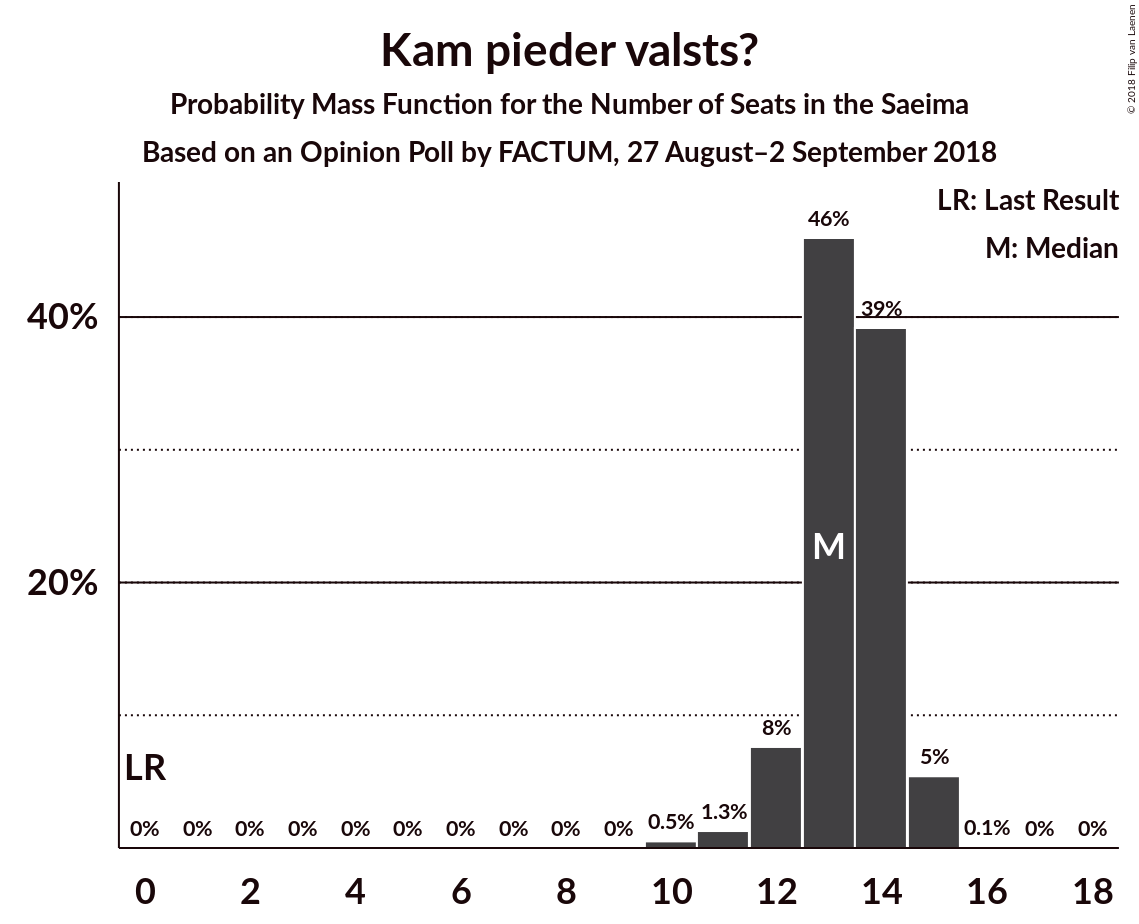 Kam pieder valsts?
Probability Mass Function for the Number of Seats in the Saeima
Based on an Opinion Poll by FACTUM, 27 August–2 September 2018
© 2018 Filip van Laenen
LR: Last Result
M: Median
46%
40%
39%
M
20%
8%
LR
5%
0% 0% 0% 0% 0% 0% 0% 0% 0% 0% 0.5% 1.3% 0.1% 0% 0%
0 2 4 6 8 10 12 14 16 18